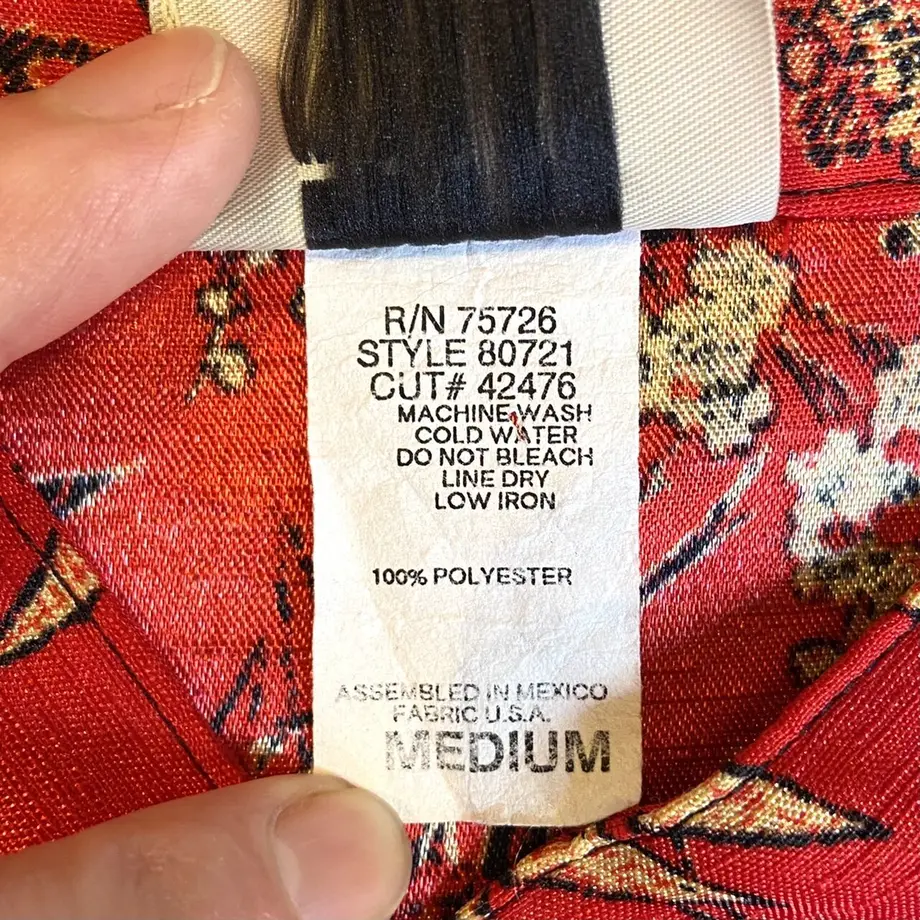 R/N 75726
STYLE 80721
CUT# 42476
MACHINE WASH
COLD WATER
DO NOT BLEACH
LINE DRY
LOW IRON
100% POLYESTER
ASSEMBLED IN MEXICO
FABRIC U.S.A.
MEDIUM